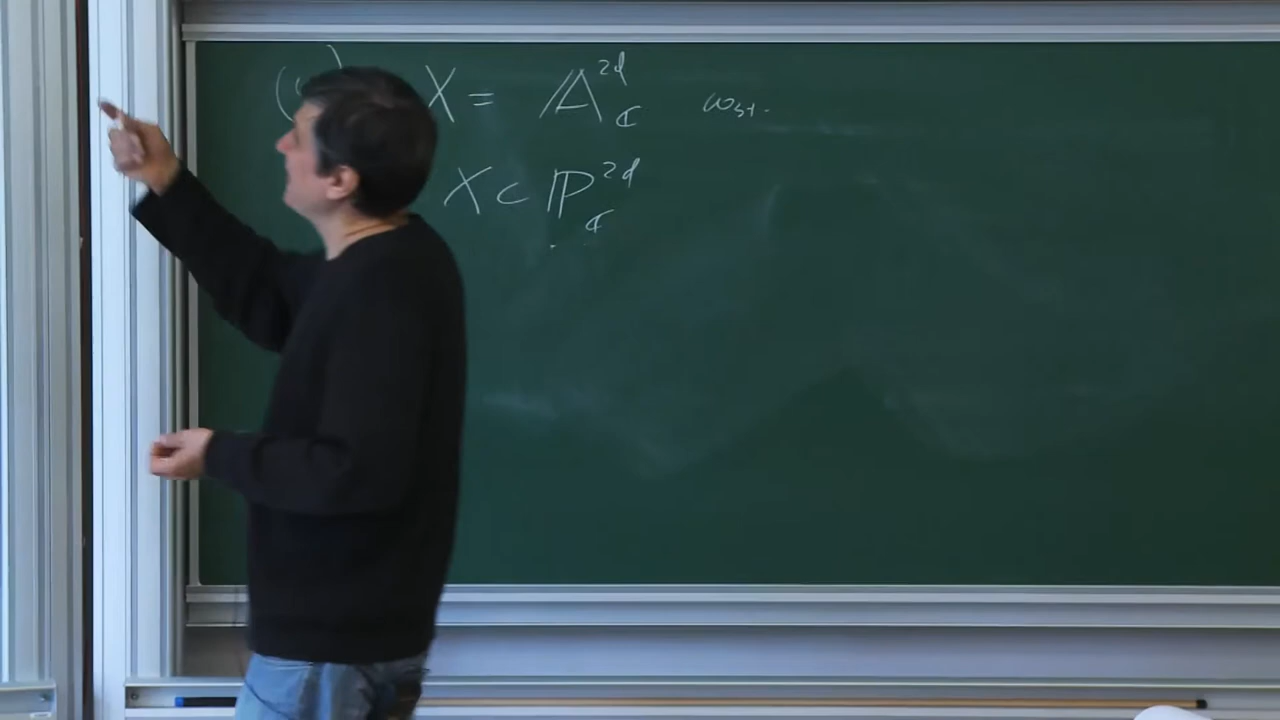 X = 𝔸^{2d}_ℂ ω_{st.}
X ⊂ ℙ^{2d}_ℂ